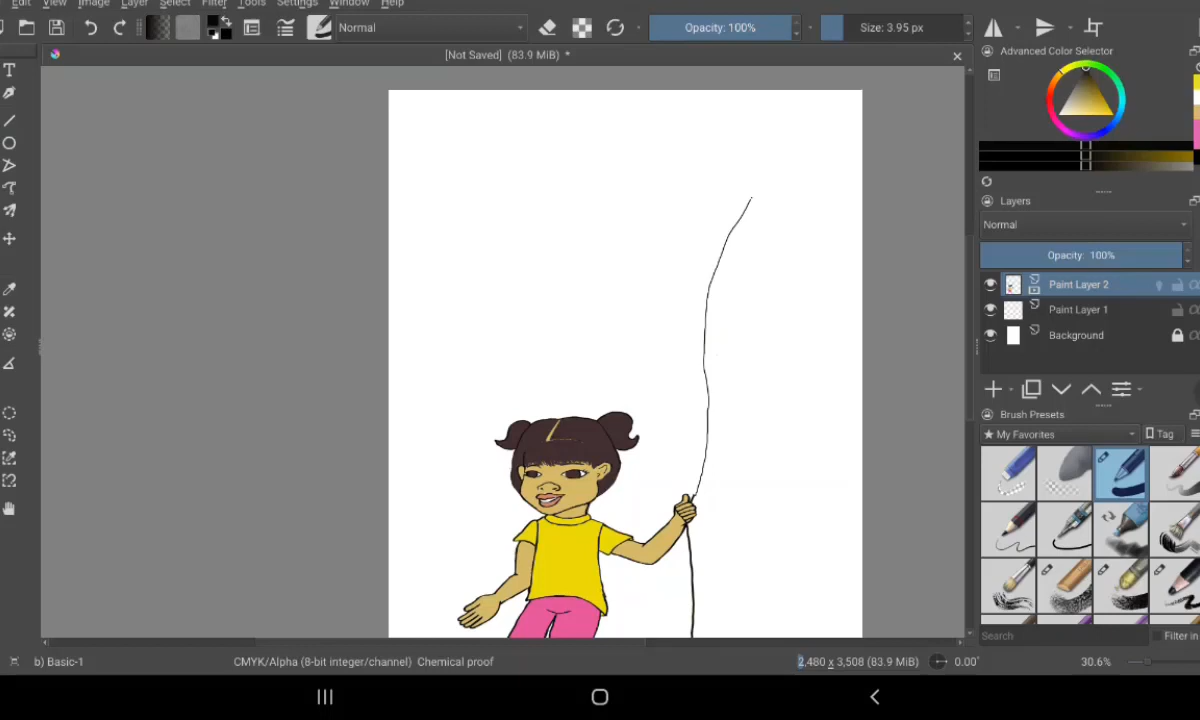 Edit View Image Layer Select Filter Tools Settings Window Help
Normal
Opacity: 100%
Size: 3.95 px
[Not Saved] (83.9 MiB) *
Advanced Color Selector
Layers
Normal
Opacity: 100%
Paint Layer 2
Paint Layer 1
Background
Brush Presets
My Favorites
Tag
Search
Filter in
b) Basic-1
CMYK/Alpha (8-bit integer/channel) Chemical proof
2,480 x 3,508 (83.9 MiB)
0.00°
30.6%